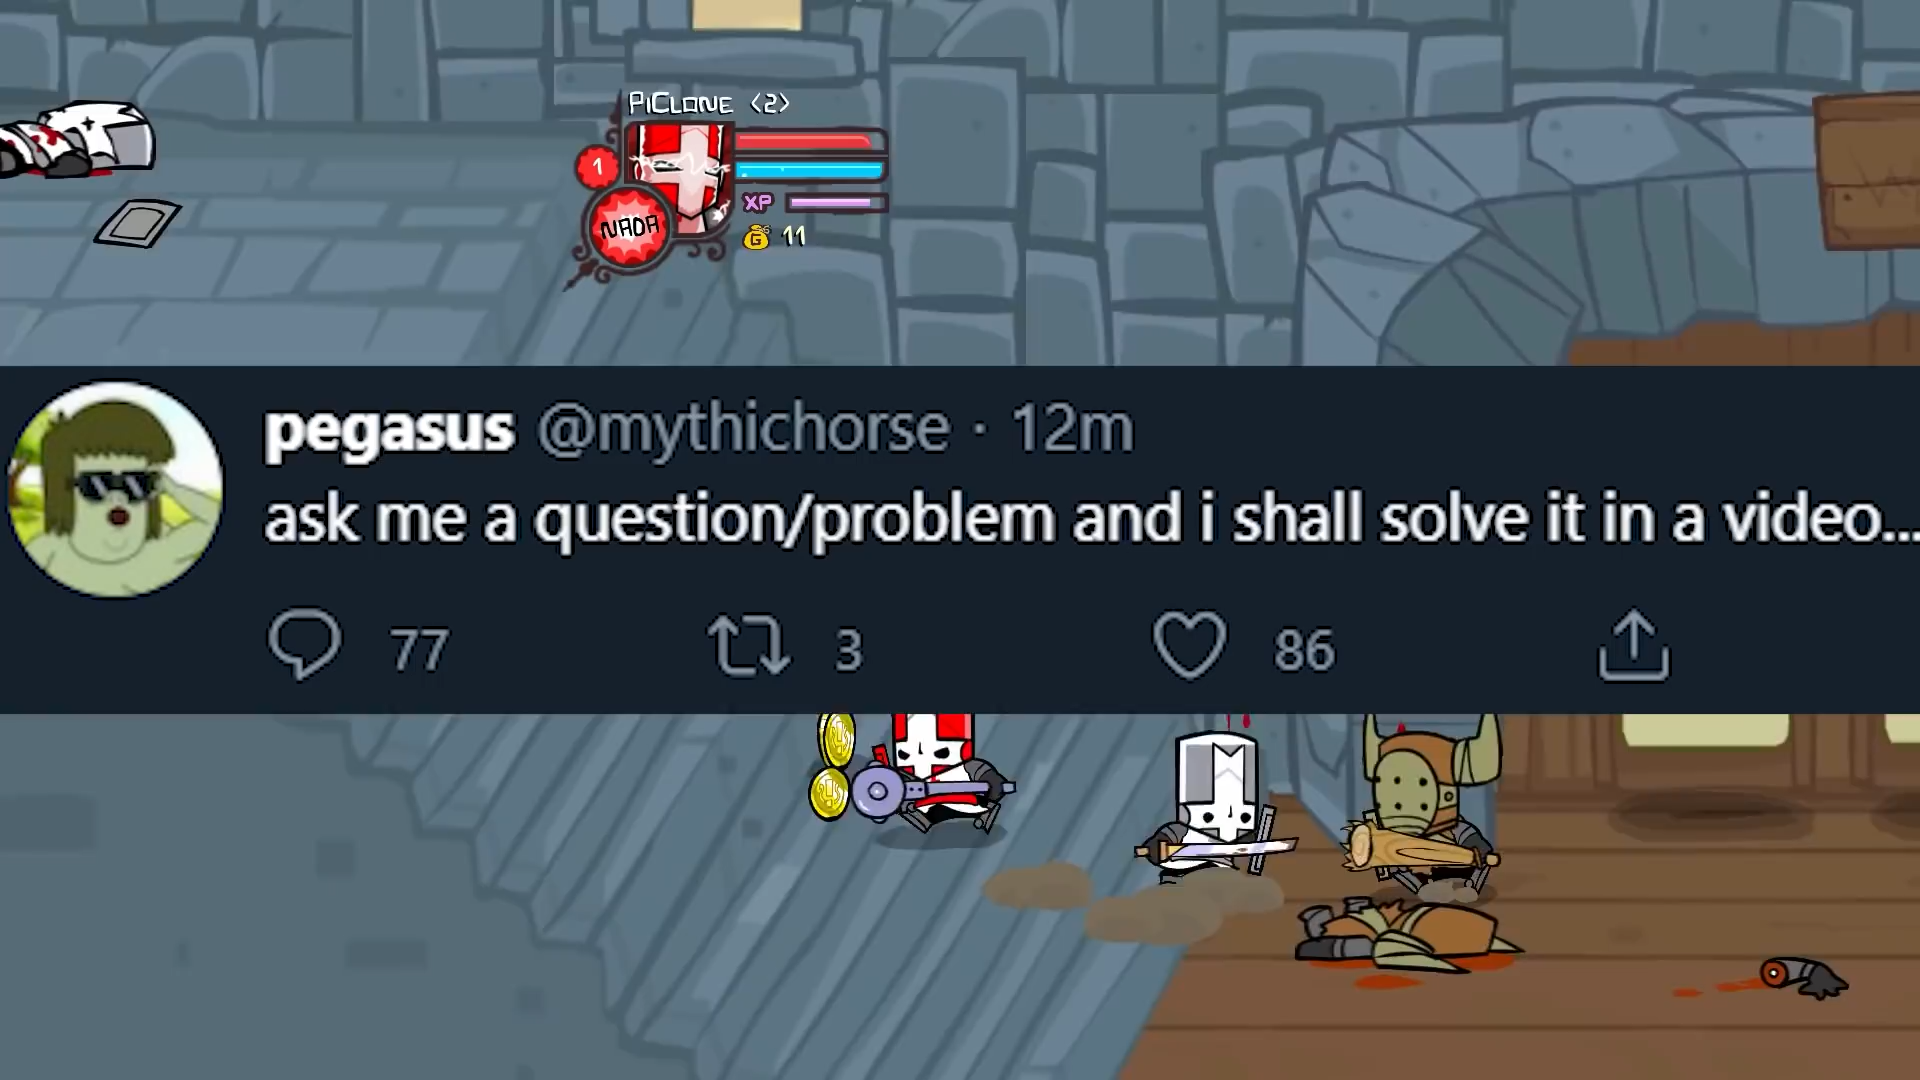 PiCLONE <2>
1
NADA
XP
G
11
pegasus @mythichorse · 12m
ask me a question/problem and i shall solve it in a video...
77 3 86